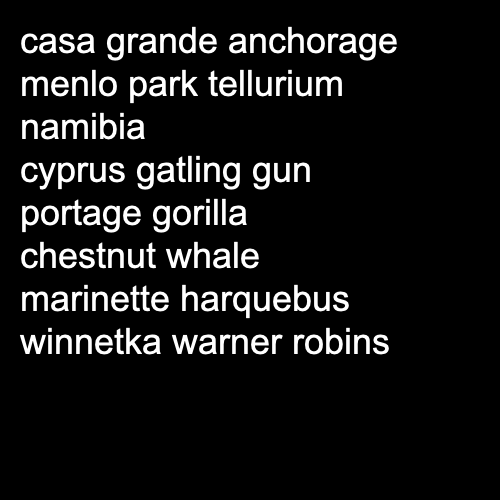 casa grande anchorage
menlo park tellurium
namibia
cyprus gatling gun
portage gorilla
chestnut whale
marinette harquebus
winnetka warner robins